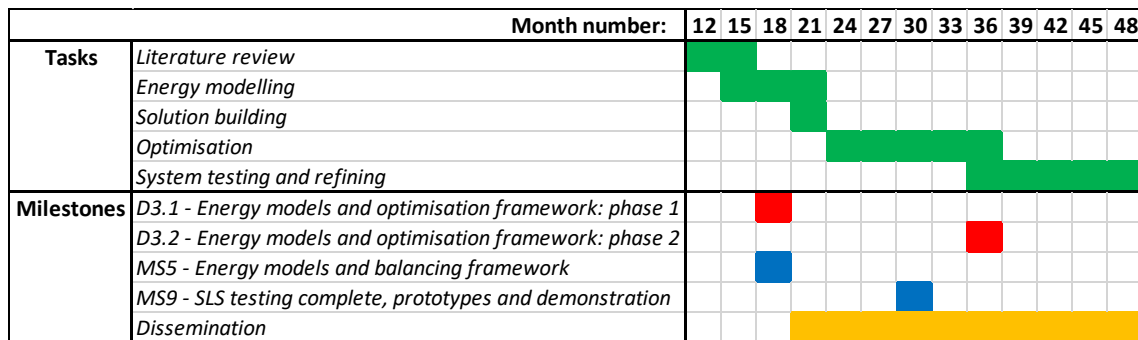 Month number: 12 15 18 21 24 27 30 33 36 39 42 45 48
Tasks Literature review
Energy modelling
Solution building
Optimisation
System testing and refining
Milestones D3.1 - Energy models and optimisation framework: phase 1
D3.2 - Energy models and optimisation framework: phase 2
MS5 - Energy models and balancing framework
MS9 - SLS testing complete, prototypes and demonstration
Dissemination